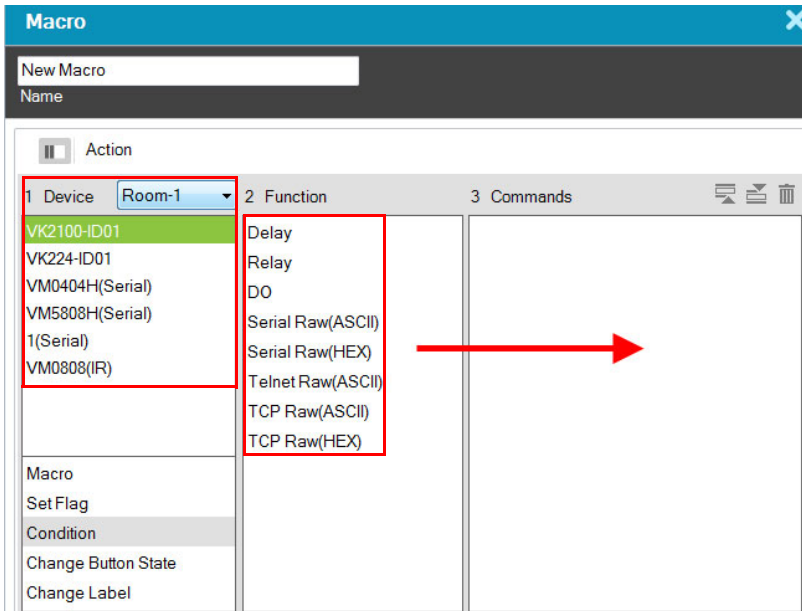 Macro
New Macro
Name
Action
1 Device Room-1
2 Function
3 Commands
VK2100-ID01
VK224-ID01
VM0404H(Serial)
VM5808H(Serial)
1(Serial)
VM0808(IR)
Macro
Set Flag
Condition
Change Button State
Change Label
Delay
Relay
DO
Serial Raw(ASCII)
Serial Raw(HEX)
Telnet Raw(ASCII)
TCP Raw(ASCII)
TCP Raw(HEX)